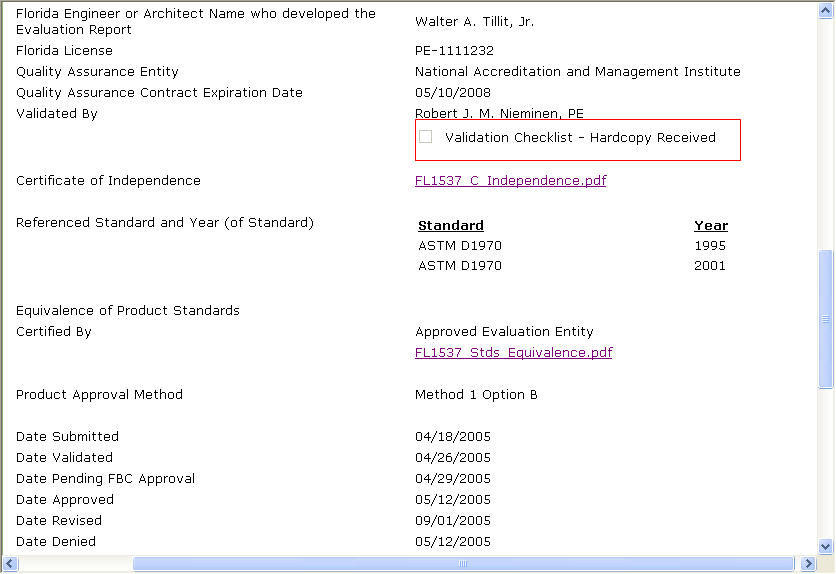 Florida Engineer or Architect Name who developed the
Evaluation Report
Walter A. Tillit, Jr.
Florida License PE-1111232
Quality Assurance Entity National Accreditation and Management Institute
Quality Assurance Contract Expiration Date 05/10/2008
Validated By Robert J. M. Nieminen, PE
Validation Checklist - Hardcopy Received
Certificate of Independence FL1537_C_Independence.pdf
Referenced Standard and Year (of Standard)
Standard Year
ASTM D1970 1995
ASTM D1970 2001
Equivalence of Product Standards
Certified By Approved Evaluation Entity
FL1537_Stds_Equivalence.pdf
Product Approval Method Method 1 Option B
Date Submitted 04/18/2005
Date Validated 04/26/2005
Date Pending FBC Approval 04/29/2005
Date Approved 05/12/2005
Date Revised 09/01/2005
Date Denied 05/12/2005